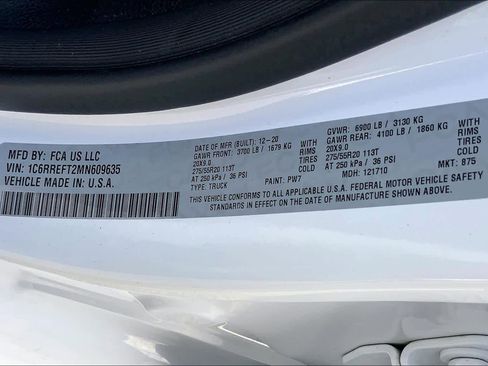 MFD BY: FCA US LLC
VIN: 1C6RREFT2MN609635
VEHICLE MADE IN: U.S.A.
DATE OF MFR (BUILT): 12-20
GAWR FRONT: 3700 LB / 1679 KG WITH TIRES
20X9.0 RIMS
275/55R20 113T
AT 250 kPa / 36 PSI
TYPE: TRUCK
PAINT: PW7
GVWR: 6900 LB / 3130 KG
GAWR REAR: 4100 LB / 1860 KG WITH TIRES
20X9.0 RIMS
275/55R20 113T
AT 250 kPa / 36 PSI
MDH: 121710
MKT: 875
THIS VEHICLE CONFORMS TO ALL APPLICABLE U.S.A. FEDERAL MOTOR VEHICLE SAFETY
STANDARDS IN EFFECT ON THE DATE OF MANUFACTURE SHOWN ABOVE.